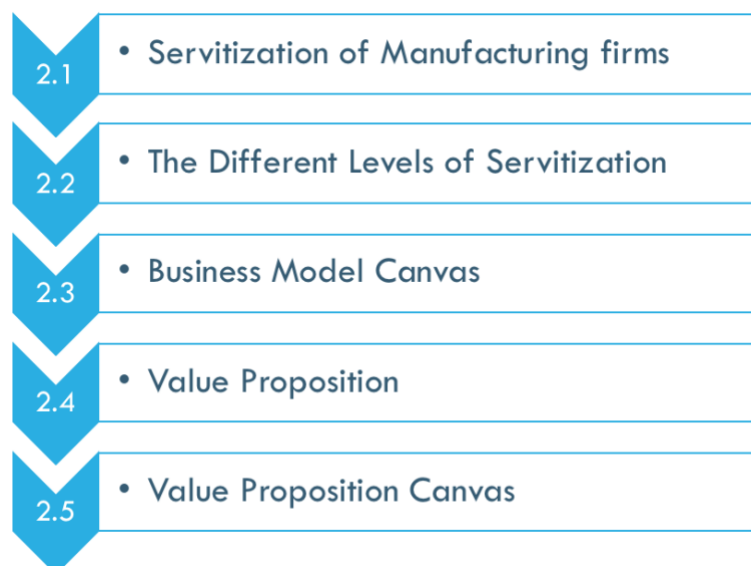 2.1 • Servitization of Manufacturing firms
2.2 • The Different Levels of Servitization
2.3 • Business Model Canvas
2.4 • Value Proposition
2.5 • Value Proposition Canvas